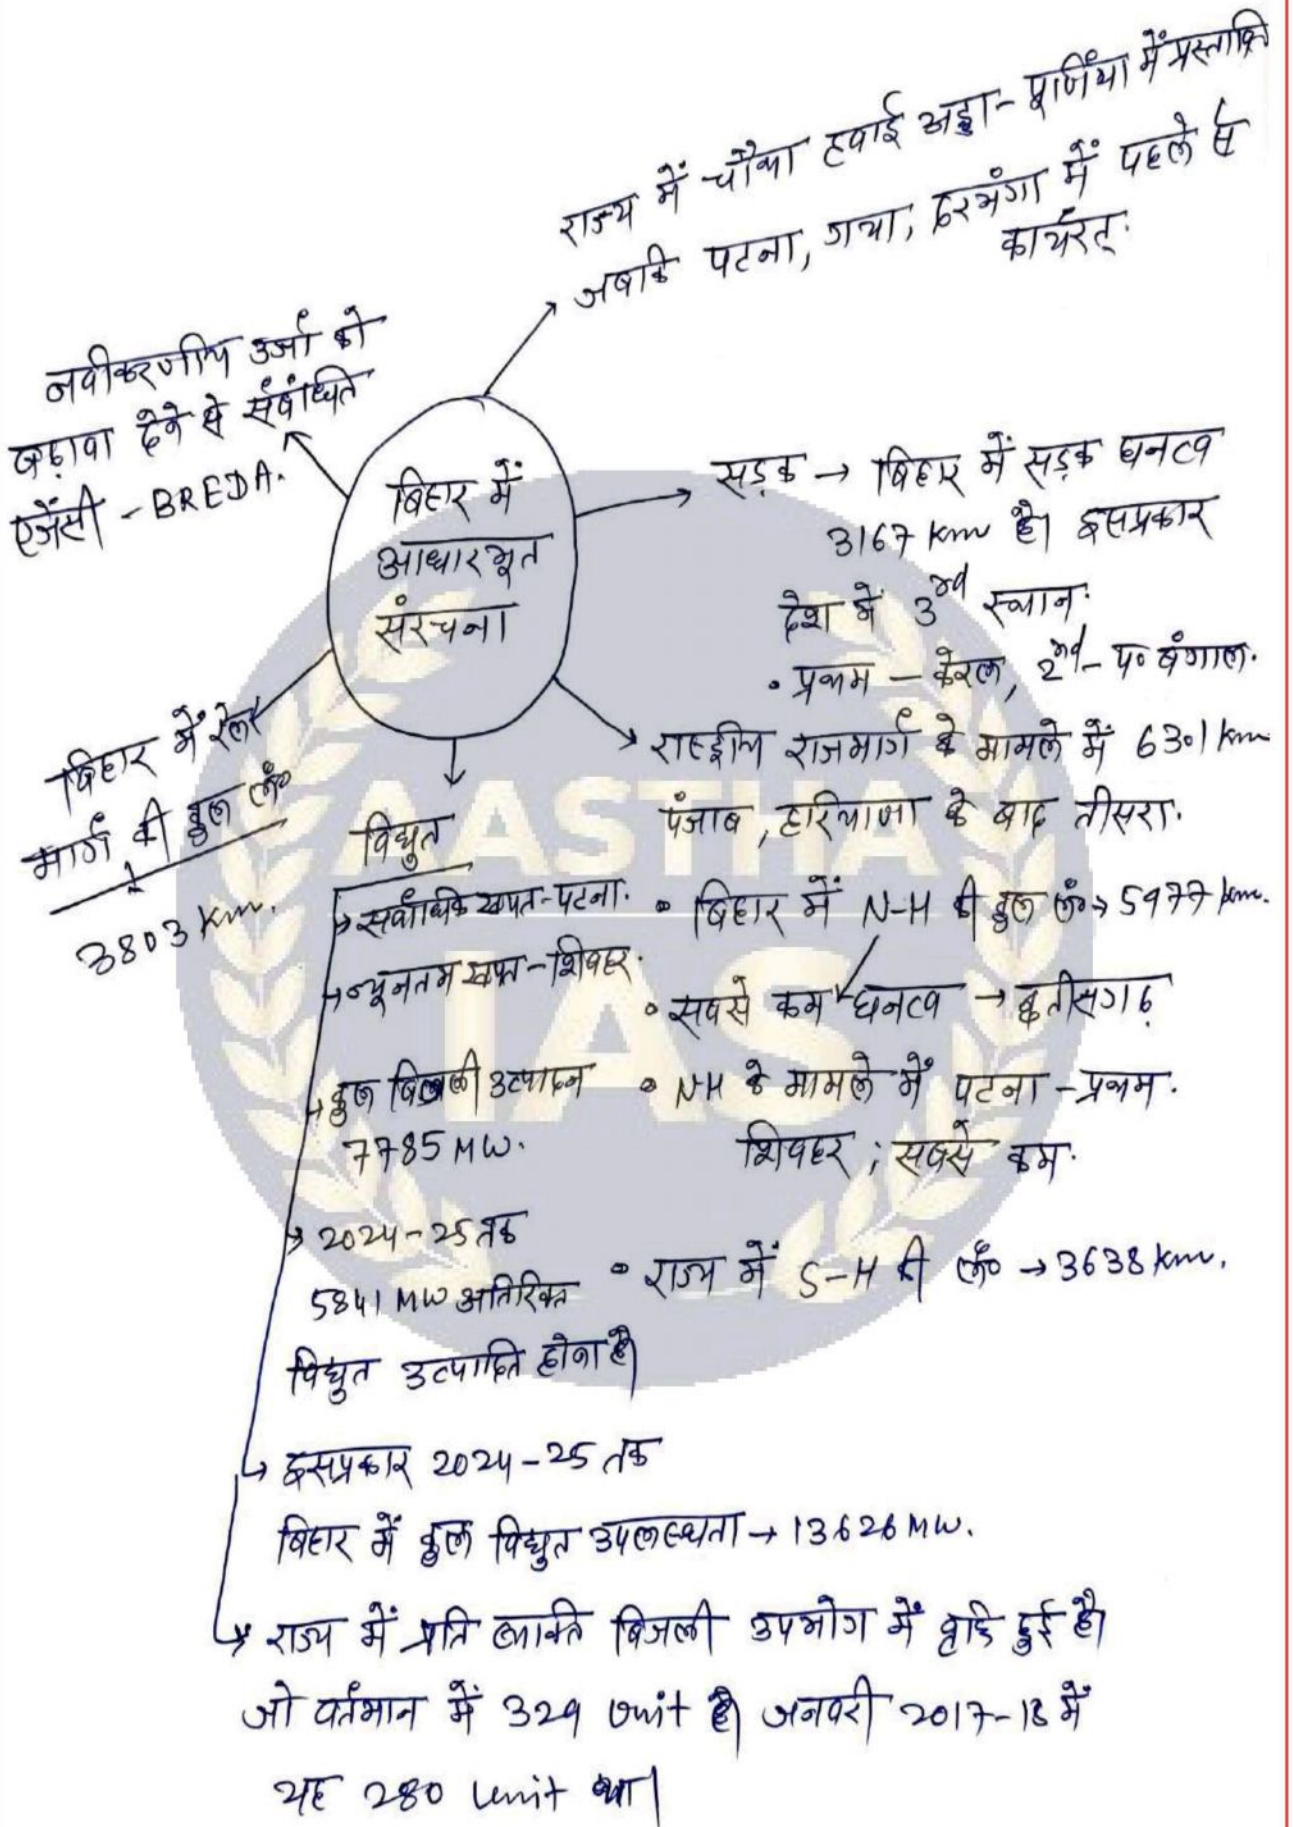 राज्य में चौथा हवाई अड्डा - पूर्णिया में प्रस्तावित
जबकि पटना, गया, दरभंगा में पहले से
कार्यरत.
नवीकरणीय उर्जा को
बढ़ावा देने से संबंधित
एजेंसी - BREDA.
बिहार में
आधारभूत
संरचना
सड़क → बिहार में सड़क घनत्व
3167 km है। इसप्रकार
देश में 3rd स्थान.
• प्रथम - केरल, 2nd - प० बंगाल.
राष्ट्रीय राजमार्ग के मामले में 6301 km
पंजाब, हरियाणा के बाद तीसरा.
• बिहार में N-H की कुल लं० → 5977 km.
• सबसे कम घनत्व → छतीसगढ़
• NH के मामले में पटना - प्रथम.
शिवहर ; सबसे कम.
• राज्य में S-H की लं० → 3638 km.
बिहार में रेल
मार्ग की कुल लं०
3803 km.
विद्युत
→ सर्वाधिक खपत - पटना.
→ न्यूनतम खपत - शिवहर.
→ कुल बिजली उत्पादन
7785 MW.
→ 2024-25 तक
5841 MW अतिरिक्त
विद्युत उत्पादित होना है।
→ इसप्रकार 2024-25 तक
बिहार में कुल विद्युत उपलब्धता → 13626 MW.
→ राज्य में प्रति व्यक्ति बिजली उपभोग में वृद्धि हुई है।
जो वर्तमान में 329 Unit है। जनवरी 2017-18 में
यह 280 Unit था।
AASTHA
IAS